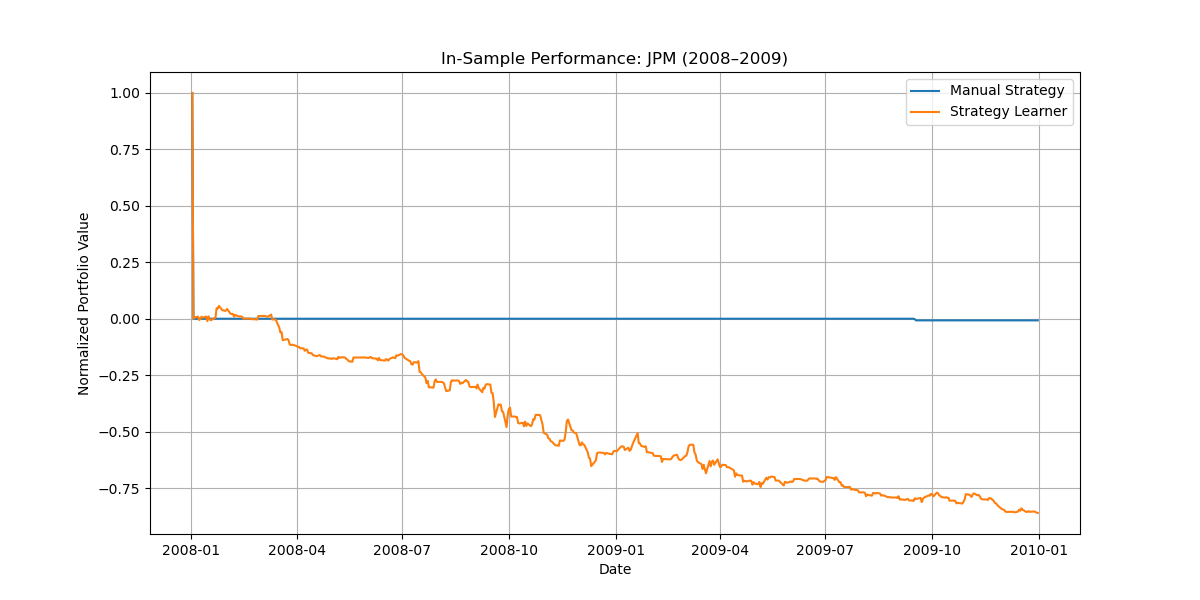 In-Sample Performance: JPM (2008–2009)
Manual Strategy
Strategy Learner
Normalized Portfolio Value
1.00
0.75
0.50
0.25
0.00
−0.25
−0.50
−0.75
2008-01 2008-04 2008-07 2008-10 2009-01 2009-04 2009-07 2009-10 2010-01
Date